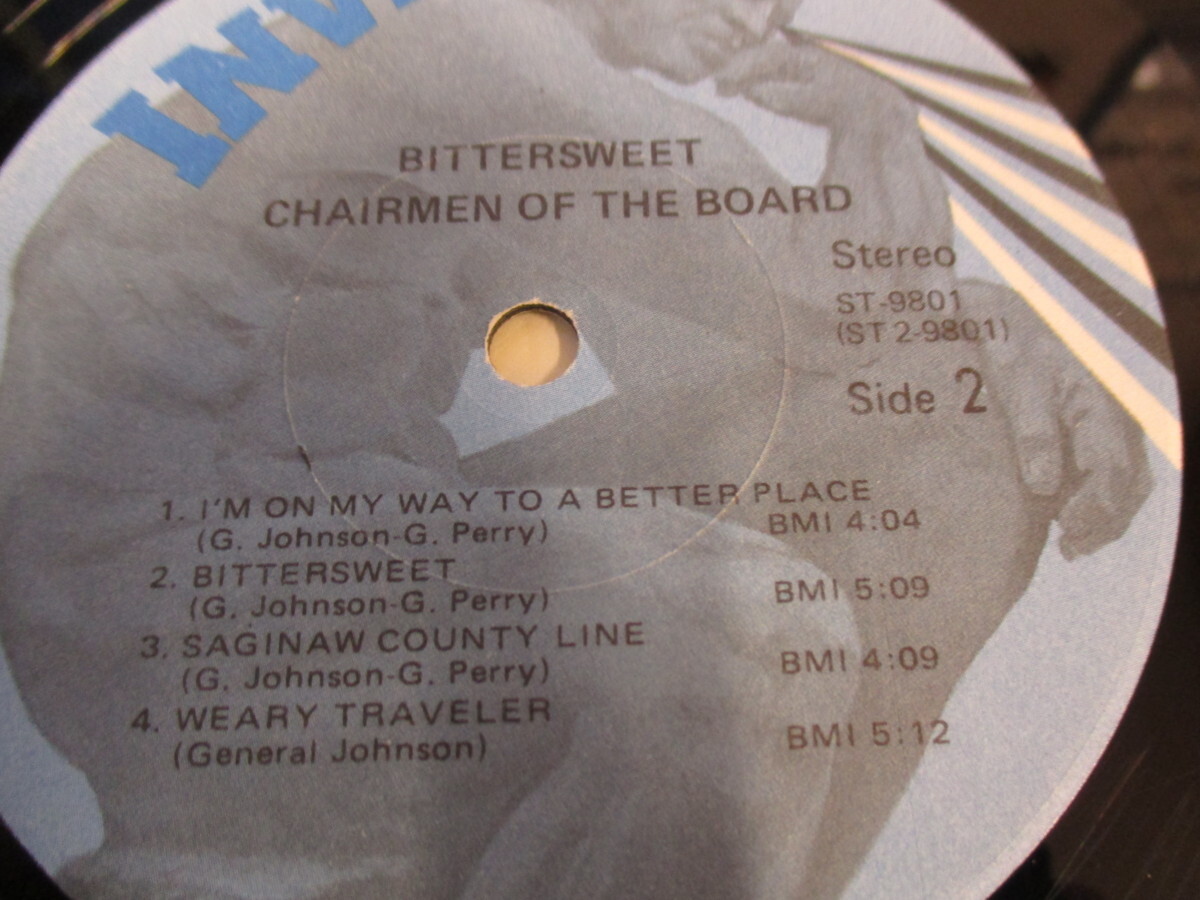 INV
BITTERSWEET
CHAIRMEN OF THE BOARD
Stereo
ST-9801
(ST 2-9801)
Side 2
1. I'M ON MY WAY TO A BETTER PLACE
(G. Johnson-G. Perry) BMI 4:04
2. BITTERSWEET
(G. Johnson-G. Perry) BMI 5:09
3. SAGINAW COUNTY LINE
(G. Johnson-G. Perry) BMI 4:09
4. WEARY TRAVELER
(General Johnson) BMI 5:12